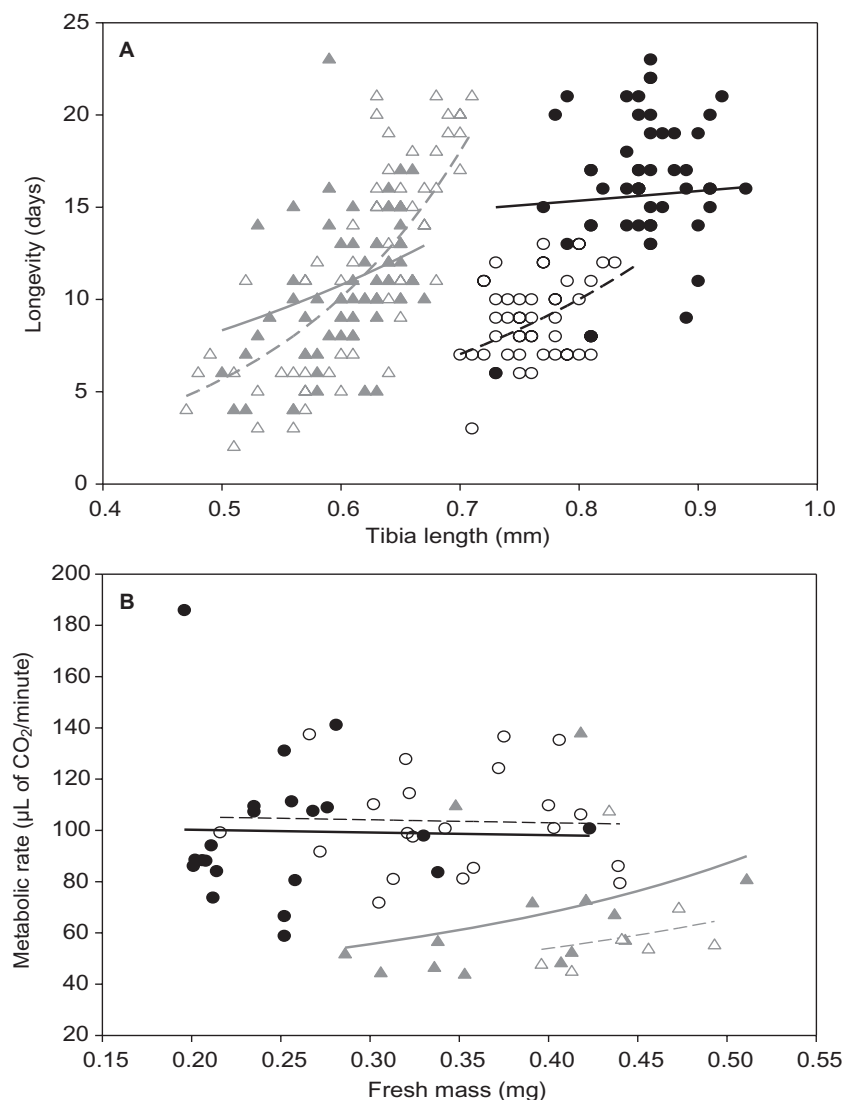 A
25
20
15
10
5
0
Longevity (days)
0.4 0.5 0.6 0.7 0.8 0.9 1.0
Tibia length (mm)
B
200
180
160
140
120
100
80
60
40
20
Metabolic rate (µL of CO₂/minute)
0.15 0.20 0.25 0.30 0.35 0.40 0.45 0.50 0.55
Fresh mass (mg)